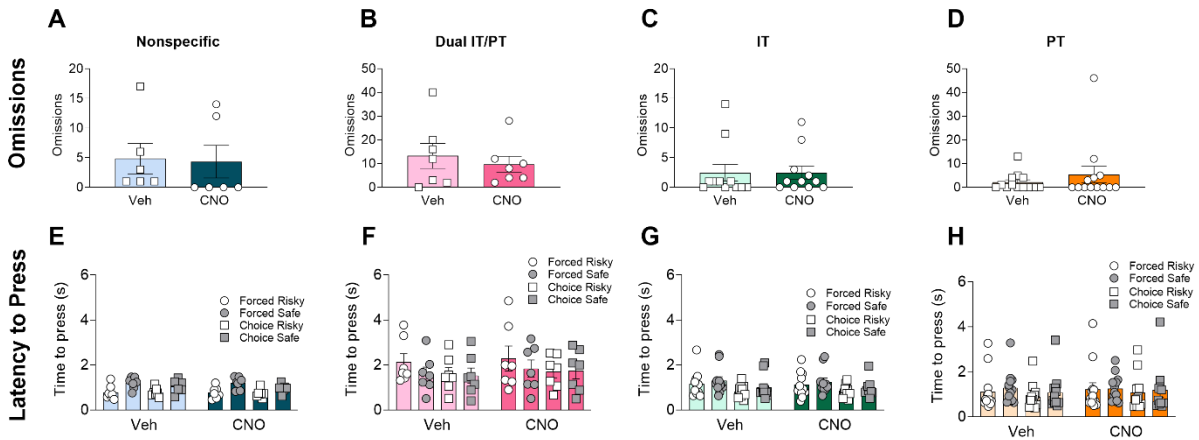 A
B
C
D
Nonspecific
Dual IT/PT
IT
PT
Omissions
Omissions
20
15
10
5
0
Veh
CNO
Omissions
50
40
30
20
10
0
Veh
CNO
Omissions
20
15
10
5
0
Veh
CNO
Omissions
50
40
30
20
10
0
Veh
CNO
E
F
G
H
Latency to Press
Time to press (s)
6
4
2
0
Forced Risky
Forced Safe
Choice Risky
Choice Safe
Veh
CNO
Time to press (s)
6
4
2
0
Forced Risky
Forced Safe
Choice Risky
Choice Safe
Veh
CNO
Time to press (s)
6
4
2
0
Forced Risky
Forced Safe
Choice Risky
Choice Safe
Veh
CNO
Time to press (s)
6
4
2
0
Forced Risky
Forced Safe
Choice Risky
Choice Safe
Veh
CNO